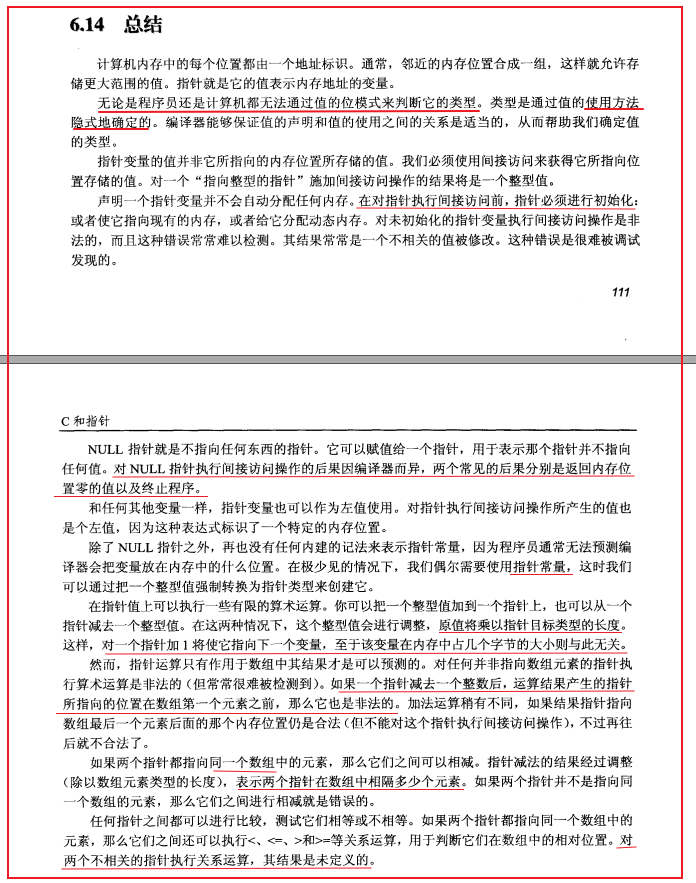 6.14 总结
计算机内存中的每个位置都由一个地址标识。通常，邻近的内存位置合成一组，这样就允许存
储更大范围的值。指针就是它的值表示内存地址的变量。
无论是程序员还是计算机都无法通过值的位模式来判断它的类型。类型是通过值的使用方法
隐式地确定的。编译器能够保证值的声明和值的使用之间的关系是适当的，从而帮助我们确定值
的类型。
指针变量的值并非它所指向的内存位置所存储的值。我们必须使用间接访问来获得它所指向位
置存储的值。对一个“指向整型的指针”施加间接访问操作的结果将是一个整型值。
声明一个指针变量并不会自动分配任何内存。在对指针执行间接访问前，指针必须进行初始化：
或者使它指向现有的内存，或者给它分配动态内存。对未初始化的指针变量执行间接访问操作是非
法的，而且这种错误常常难以检测。其结果常常是一个不相关的值被修改。这种错误是很难被调试
发现的。
111
C 和指针
NULL 指针就是不指向任何东西的指针。它可以赋值给一个指针，用于表示那个指针并不指向
任何值。对 NULL 指针执行间接访问操作的后果因编译器而异，两个常见的后果分别是返回内存位
置零的值以及终止程序。
和任何其他变量一样，指针变量也可以作为左值使用。对指针执行间接访问操作所产生的值也
是个左值，因为这种表达式标识了一个特定的内存位置。
除了 NULL 指针之外，再也没有任何内建的记法来表示指针常量，因为程序员通常无法预测编
译器会把变量放在内存中的什么位置。在极少见的情况下，我们偶尔需要使用指针常量，这时我们
可以通过把一个整型值强制转换为指针类型来创建它。
在指针值上可以执行一些有限的算术运算。你可以把一个整型值加到一个指针上，也可以从一个
指针减去一个整型值。在这两种情况下，这个整型值会进行调整，原值将乘以指针目标类型的长度。
这样，对一个指针加 1 将使它指向下一个变量，至于该变量在内存中占几个字节的大小则与此无关。
然而，指针运算只有作用于数组中其结果才是可以预测的。对任何并非指向数组元素的指针执
行算术运算是非法的（但常常很难被检测到）。如果一个指针减去一个整数后，运算结果产生的指针
所指向的位置在数组第一个元素之前，那么它也是非法的。加法运算稍有不同，如果结果指针指向
数组最后一个元素后面的那个内存位置仍是合法（但不能对这个指针执行间接访问操作），不过再往
后就不合法了。
如果两个指针都指向同一个数组中的元素，那么它们之间可以相减。指针减法的结果经过调整
（除以数组元素类型的长度），表示两个指针在数组中相隔多少个元素。如果两个指针并不是指向同
一个数组的元素，那么它们之间进行相减就是错误的。
任何指针之间都可以进行比较，测试它们相等或不相等。如果两个指针都指向同一个数组中的
元素，那么它们之间还可以执行<、<=、>和>=等关系运算，用于判断它们在数组中的相对位置。对
两个不相关的指针执行关系运算，其结果是未定义的。